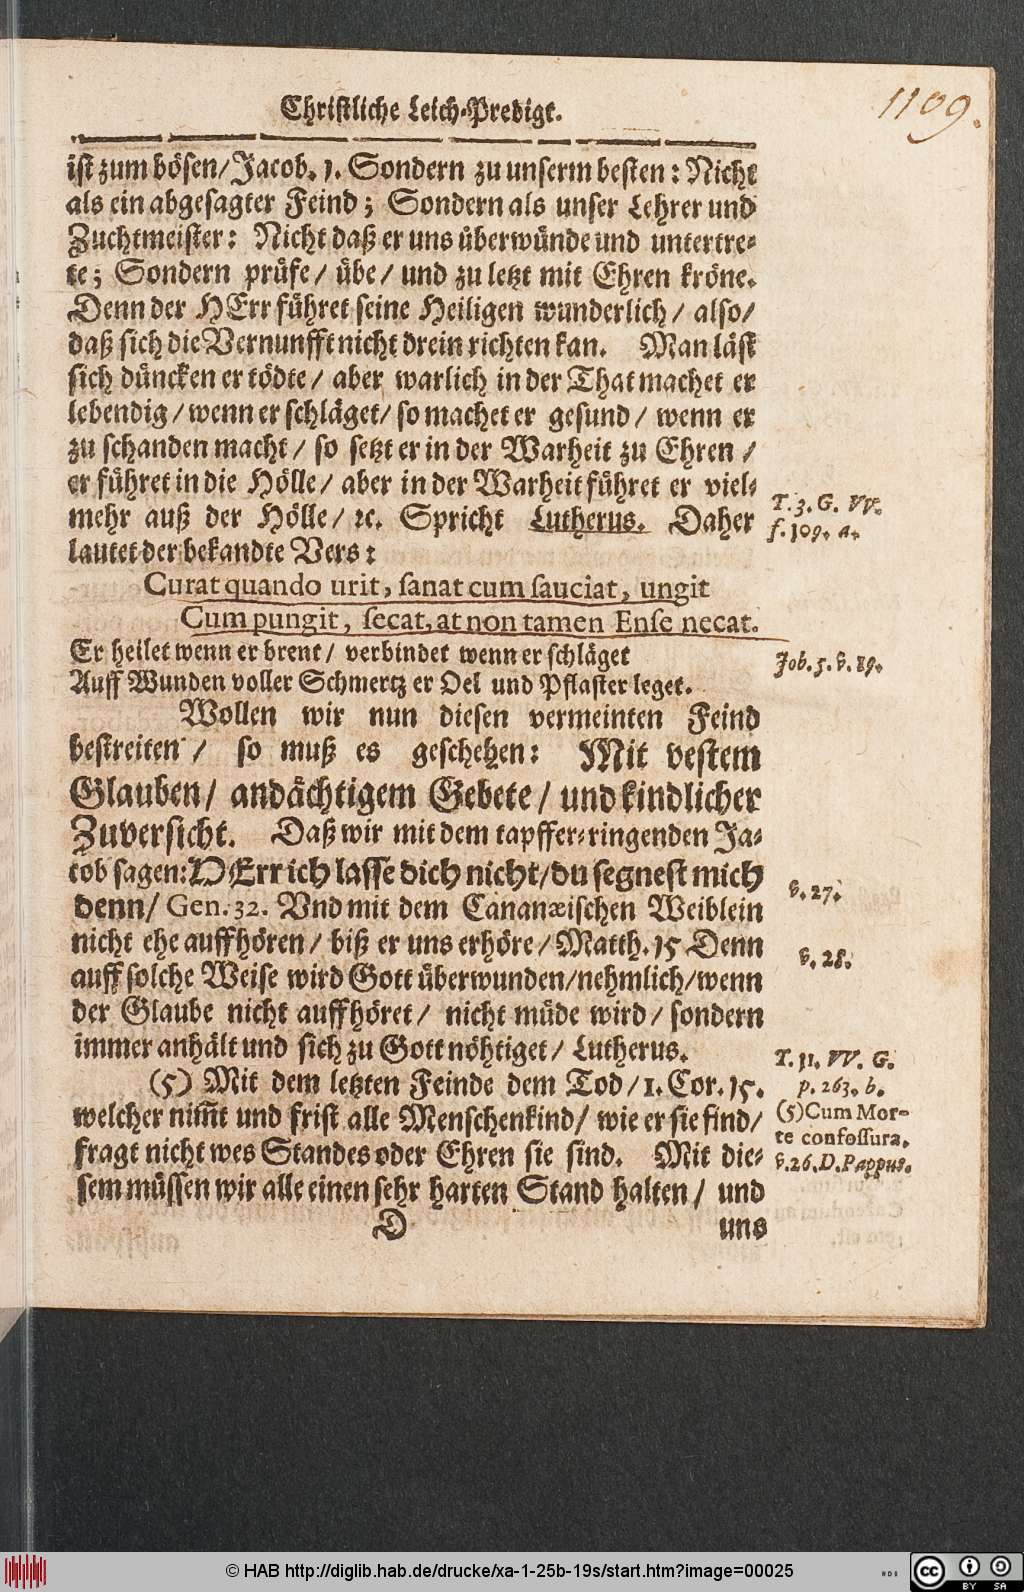 1109.
Christliche Leich-Predigt.
ist zum bösen/ Jacob. 1. Sondern zu unserm besten: Nicht
als ein abgesagter Feind; Sondern als unser Lehrer und
Zuchtmeister: Nicht daß er uns überwünde und untertre-
te; Sondern prüfe/ übe/ und zu letzt mit Ehren kröne.
Denn der HErr führet seine Heiligen wunderlich/ also/
daß sich die Vernunfft nicht drein richten kan. Man läst
sich düncken er tödte/ aber warlich in der That machet er
lebendig/ wenn er schläget/ so machet er gesund/ wenn er
zu schanden macht/ so setzt er in der Warheit zu Ehren/
er führet in die Hölle/ aber in der Warheit führet er viel-
mehr auß der Hölle/ ꝛc. Spricht Lutherus. Daher
T. 3. G. VV.
f. 109. a.
lautet der bekandte Vers:
Curat quando urit, sanat cum sauciat, ungit
Cum pungit, secat, at non tamen Ense necat.
Er heilet wenn er brent/ verbindet wenn er schläget
Job. 5. v. 19.
Auff Wunden voller Schmertz er Oel und Pflaster leget.
Wollen wir nun diesen vermeinten Feind
bestreiten/ so muß es geschehen: Mit vestem
Glauben/ andächtigem Gebete/ und kindlicher
Zuversicht. Daß wir mit dem tapffer-ringenden Ja-
cob sagen: HErr ich lasse dich nicht/ du segnest mich
v. 27.
denn/ Gen. 32. Vnd mit dem Cananæischen Weiblein
nicht ehe auffhören/ biß er uns erhöre/ Matth. 15 Denn
v. 28.
auff solche Weise wird Gott überwunden/ nehmlich/ wenn
der Glaube nicht auffhöret/ nicht müde wird/ sondern
immer anhält und sich zu Gott nöhtiget/ Lutherus.
T. 11. VV. G.
p. 263. b.
(5) Mit dem letzten Feinde dem Tod/ 1. Cor. 15.
(5) Cum Mor-
te confossura.
v. 26. D. Pappus.
welcher nim̃t und frist alle Menschenkind/ wie er sie find/
fragt nicht wes Standes oder Ehren sie sind. Mit die-
sem müssen wir alle einen sehr harten Stand halten/ und
D uns
© HAB http://diglib.hab.de/drucke/xa-1-25b-19s/start.htm?image=00025
cc BY SA